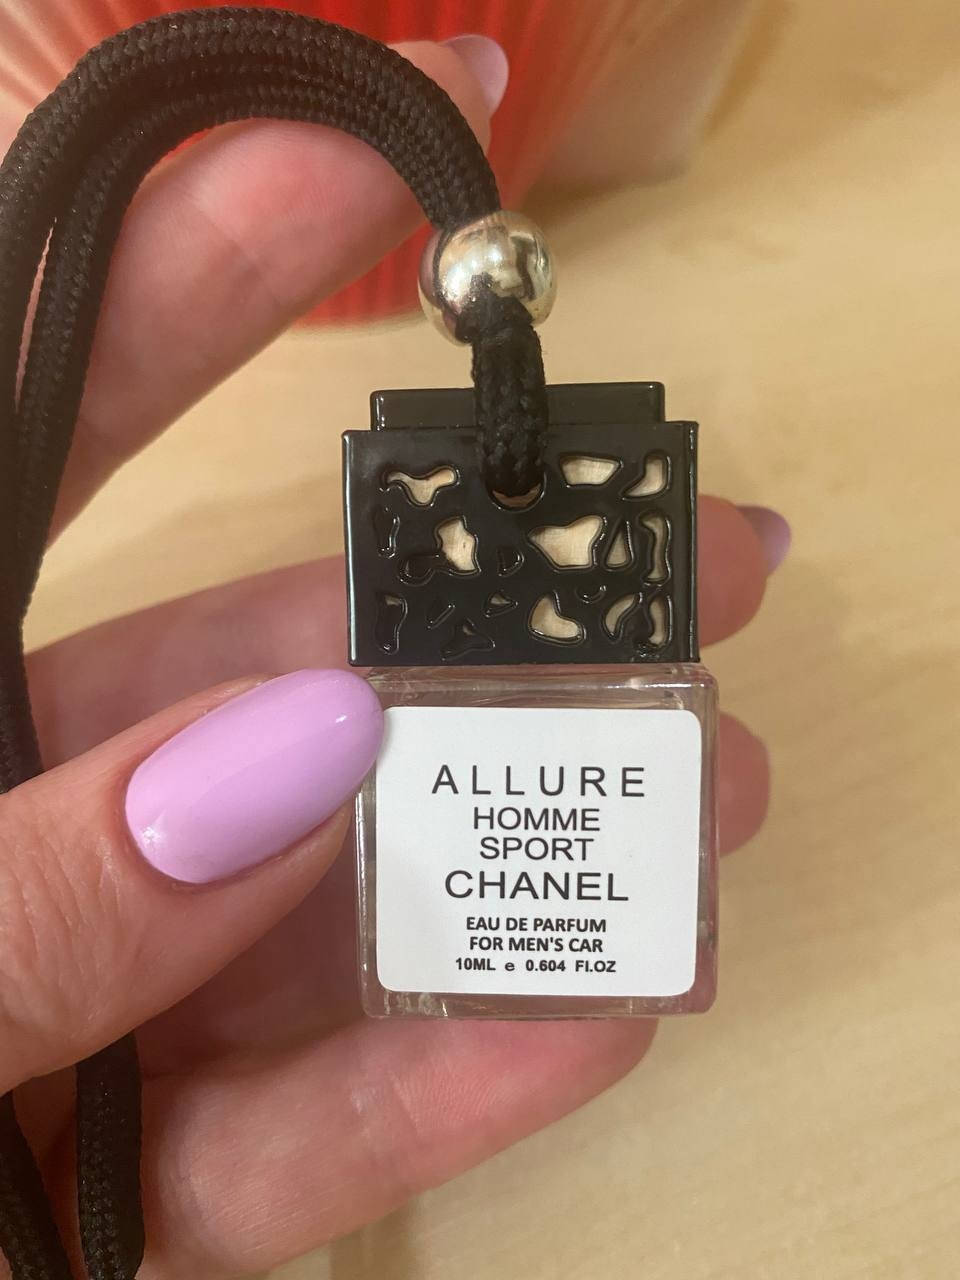 ALLURE
HOMME
SPORT
CHANEL
EAU DE PARFUM
FOR MEN'S CAR
10ML e 0.604 Fl.OZ